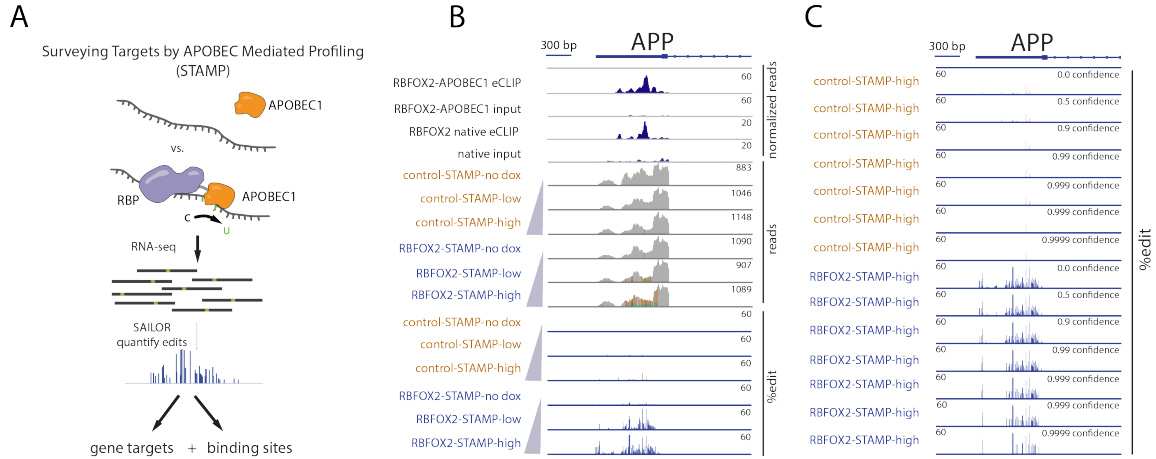 A
Surveying Targets by APOBEC Mediated Profiling
(STAMP)
APOBEC1
vs.
RBP
APOBEC1
C
U
RNA-seq
SAILOR
quantify edits
gene targets + binding sites
B
300 bp
APP
RBFOX2-APOBEC1 eCLIP
60
RBFOX2-APOBEC1 input
60
RBFOX2 native eCLIP
20
native input
20
normalized reads
control-STAMP-no dox
883
control-STAMP-low
1046
control-STAMP-high
1148
RBFOX2-STAMP-no dox
1090
RBFOX2-STAMP-low
907
RBFOX2-STAMP-high
1089
reads
control-STAMP-no dox
60
control-STAMP-low
60
control-STAMP-high
60
RBFOX2-STAMP-no dox
60
RBFOX2-STAMP-low
60
RBFOX2-STAMP-high
60
%edit
C
300 bp
APP
control-STAMP-high
60
0.0 confidence
control-STAMP-high
60
0.5 confidence
control-STAMP-high
60
0.9 confidence
control-STAMP-high
60
0.99 confidence
control-STAMP-high
60
0.999 confidence
control-STAMP-high
60
0.999 confidence
control-STAMP-high
60
0.9999 confidence
RBFOX2-STAMP-high
60
0.0 confidence
RBFOX2-STAMP-high
60
0.5 confidence
RBFOX2-STAMP-high
60
0.9 confidence
RBFOX2-STAMP-high
60
0.99 confidence
RBFOX2-STAMP-high
60
0.999 confidence
RBFOX2-STAMP-high
60
0.999 confidence
RBFOX2-STAMP-high
60
0.9999 confidence
%edit